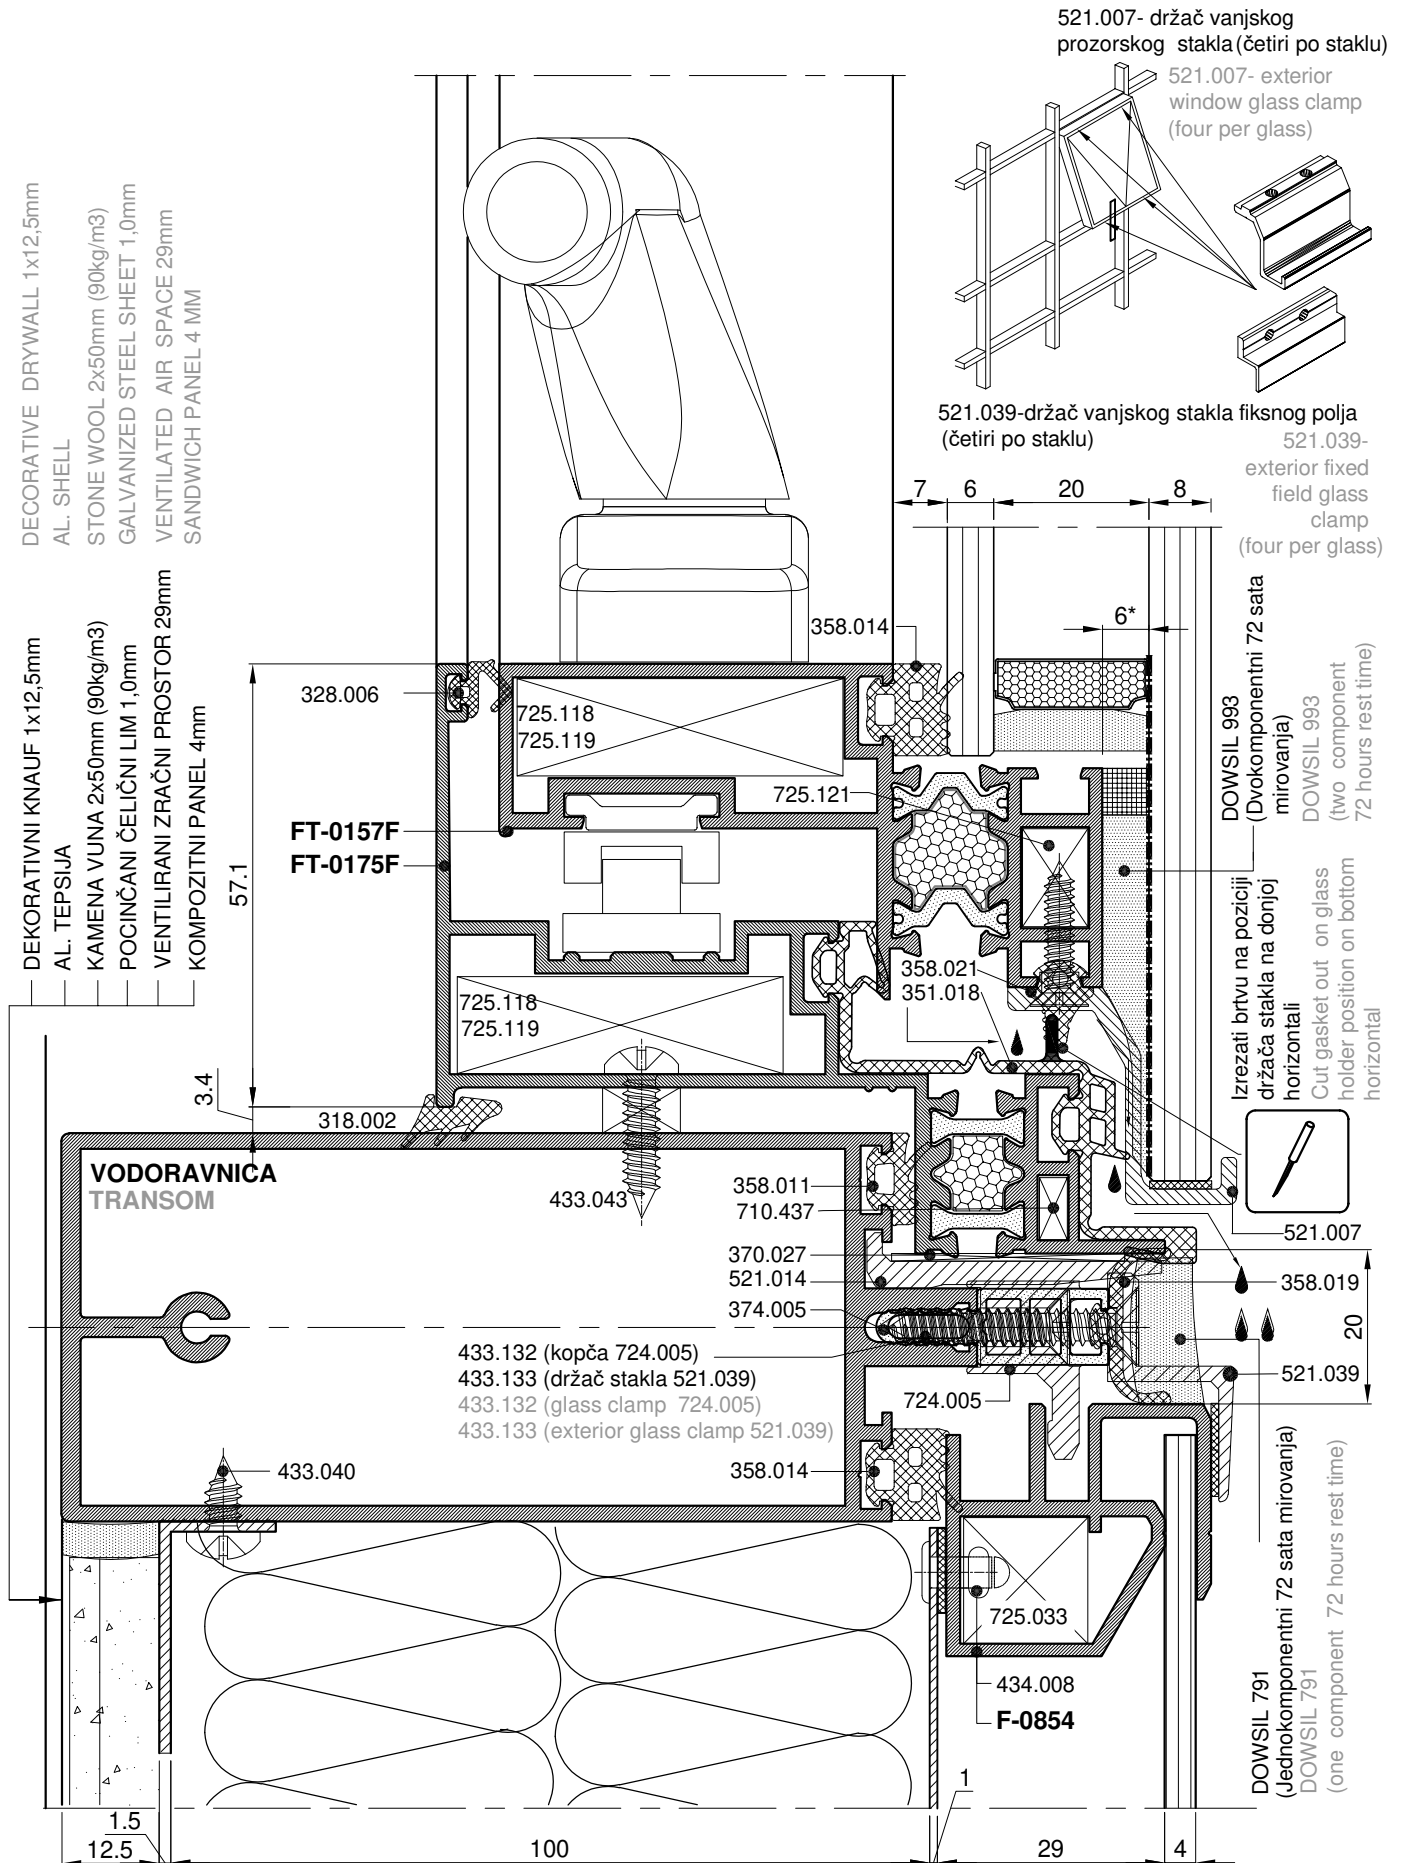 521.007- držač vanjskog
prozorskog stakla (četiri po staklu)
521.007- exterior
window glass clamp
(four per glass)
521.039-držač vanjskog stakla fiksnog polja
(četiri po staklu)
521.039-
exterior fixed
field glass
clamp
(four per glass)
DECORATIVE DRYWALL 1x12,5mm
AL. SHELL
STONE WOOL 2x50mm (90kg/m3)
GALVANIZED STEEL SHEET 1,0mm
VENTILATED AIR SPACE 29mm
SANDWICH PANEL 4 MM
DEKORATIVNI KNAUF 1x12,5mm
AL. TEPSIJA
KAMENA VUNA 2x50mm (90kg/m3)
POCINČANI ČELIČNI LIM 1,0mm
VENTILIRANI ZRAČNI PROSTOR 29mm
KOMPOZITNI PANEL 4mm
7
6
20
8
6*
358.014
328.006
725.118
725.119
725.121
FT-0157F
FT-0175F
57.1
358.021
351.018
725.118
725.119
3.4
318.002
VODORAVNICA
TRANSOM
433.043
358.011
710.437
370.027
521.014
374.005
433.132 (kopča 724.005)
433.133 (držač stakla 521.039)
433.132 (glass clamp 724.005)
433.133 (exterior glass clamp 521.039)
724.005
433.040
358.014
725.033
434.008
F-0854
DOWSIL 993
(Dvokomponentni 72 sata
mirovanja)
DOWSIL 993
(two component
72 hours rest time)
Izrezati brtvu na poziciji
držača stakla na donjoj
horizontali
Cut gasket out on glass
holder position on bottom
horizontal
521.007
358.019
20
521.039
DOWSIL 791
(Jednokomponentni 72 sata mirovanja)
DOWSIL 791
(one component 72 hours rest time)
1.5
12.5
100
1
29
4